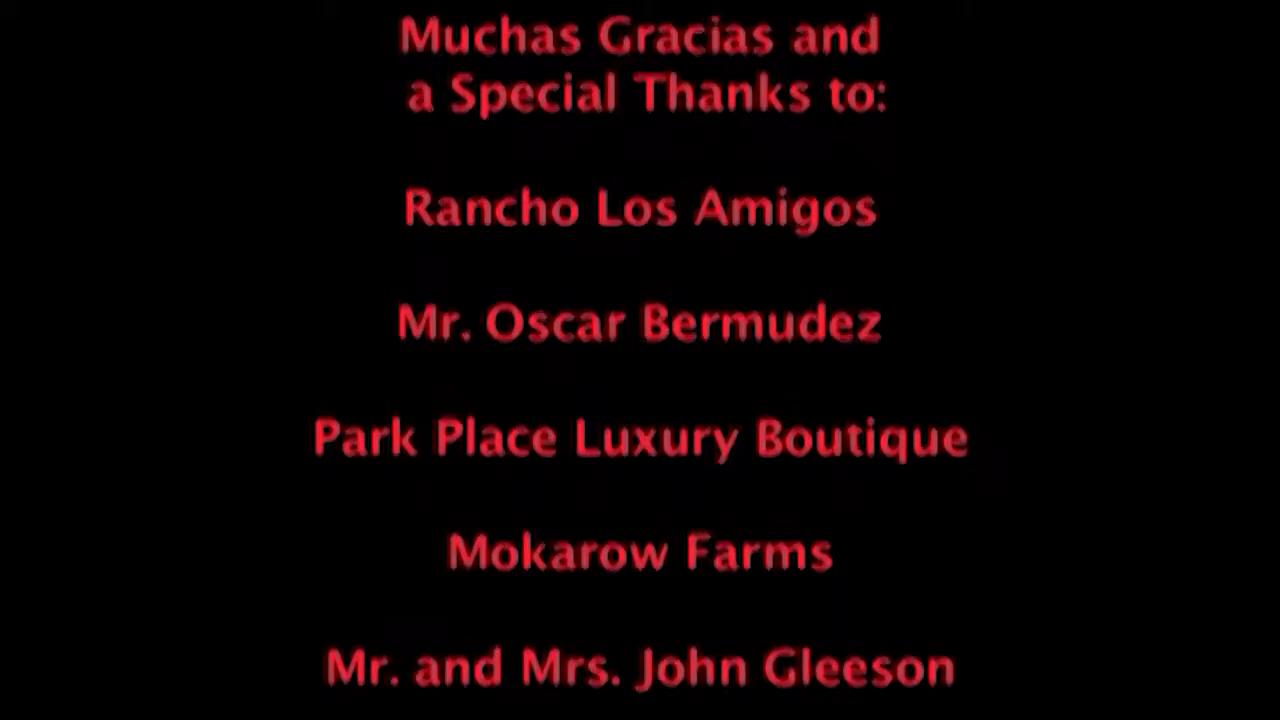 Muchas Gracias and
a Special Thanks to:
Rancho Los Amigos
Mr. Oscar Bermudez
Park Place Luxury Boutique
Mokarow Farms
Mr. and Mrs. John Gleeson